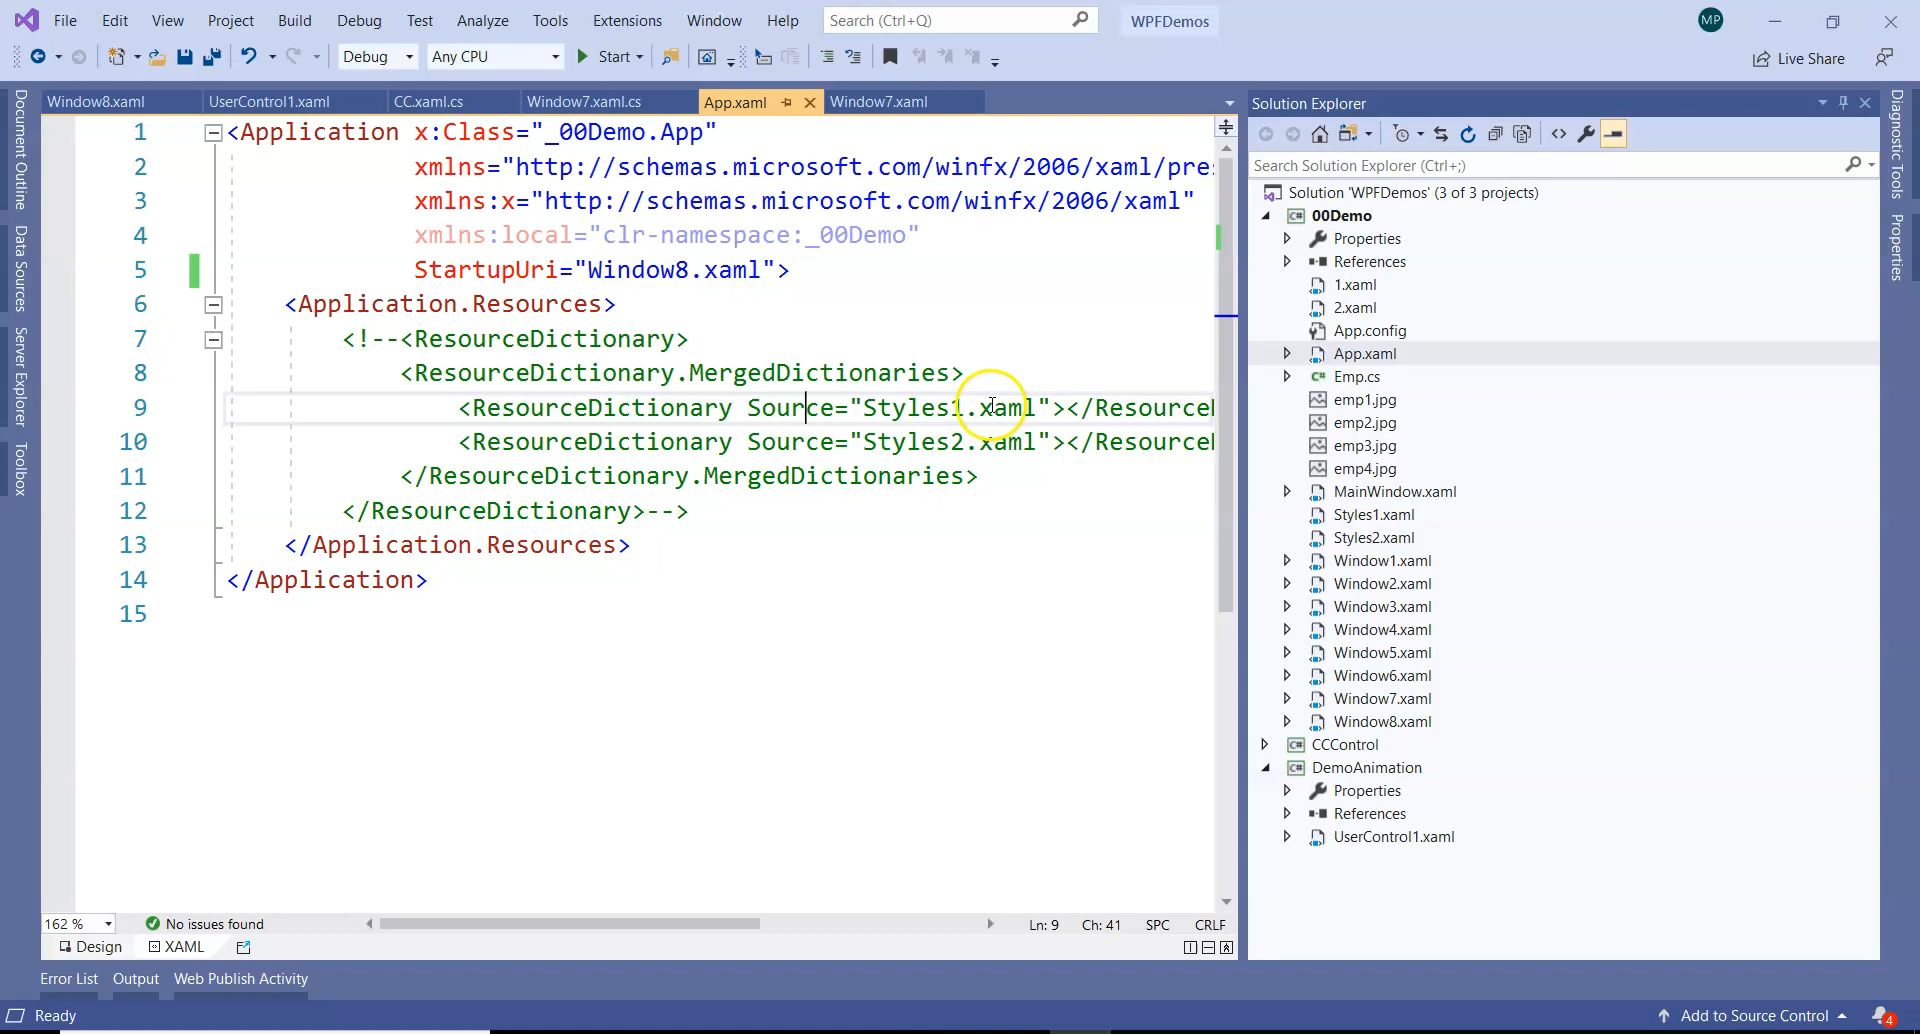 File Edit View Project Build Debug Test Analyze Tools Extensions Window Help Search (Ctrl+Q) WPFDemos MP
Debug Any CPU Start Live Share
Window8.xaml UserControl1.xaml CC.xaml.cs Window7.xaml.cs App.xaml Window7.xaml
Document Outline
Data Sources
Server Explorer
Toolbox
1 <Application x:Class="_00Demo.App"
2 xmlns="http://schemas.microsoft.com/winfx/2006/xaml/pre
3 xmlns:x="http://schemas.microsoft.com/winfx/2006/xaml"
4 xmlns:local="clr-namespace:_00Demo"
5 StartupUri="Window8.xaml">
6 <Application.Resources>
7 <!--<ResourceDictionary>
8 <ResourceDictionary.MergedDictionaries>
9 <ResourceDictionary Source="Styles1.xaml"></Resource
10 <ResourceDictionary Source="Styles2.xaml"></Resource
11 </ResourceDictionary.MergedDictionaries>
12 </ResourceDictionary>-->
13 </Application.Resources>
14 </Application>
15
162 % No issues found Ln: 9 Ch: 41 SPC CRLF
Design XAML
Error List Output Web Publish Activity
Solution Explorer
Search Solution Explorer (Ctrl+;)
Solution 'WPFDemos' (3 of 3 projects)
00Demo
Properties
References
1.xaml
2.xaml
App.config
App.xaml
Emp.cs
emp1.jpg
emp2.jpg
emp3.jpg
emp4.jpg
MainWindow.xaml
Styles1.xaml
Styles2.xaml
Window1.xaml
Window2.xaml
Window3.xaml
Window4.xaml
Window5.xaml
Window6.xaml
Window7.xaml
Window8.xaml
CCControl
DemoAnimation
Properties
References
UserControl1.xaml
Diagnostic Tools
Properties
Ready Add to Source Control 4